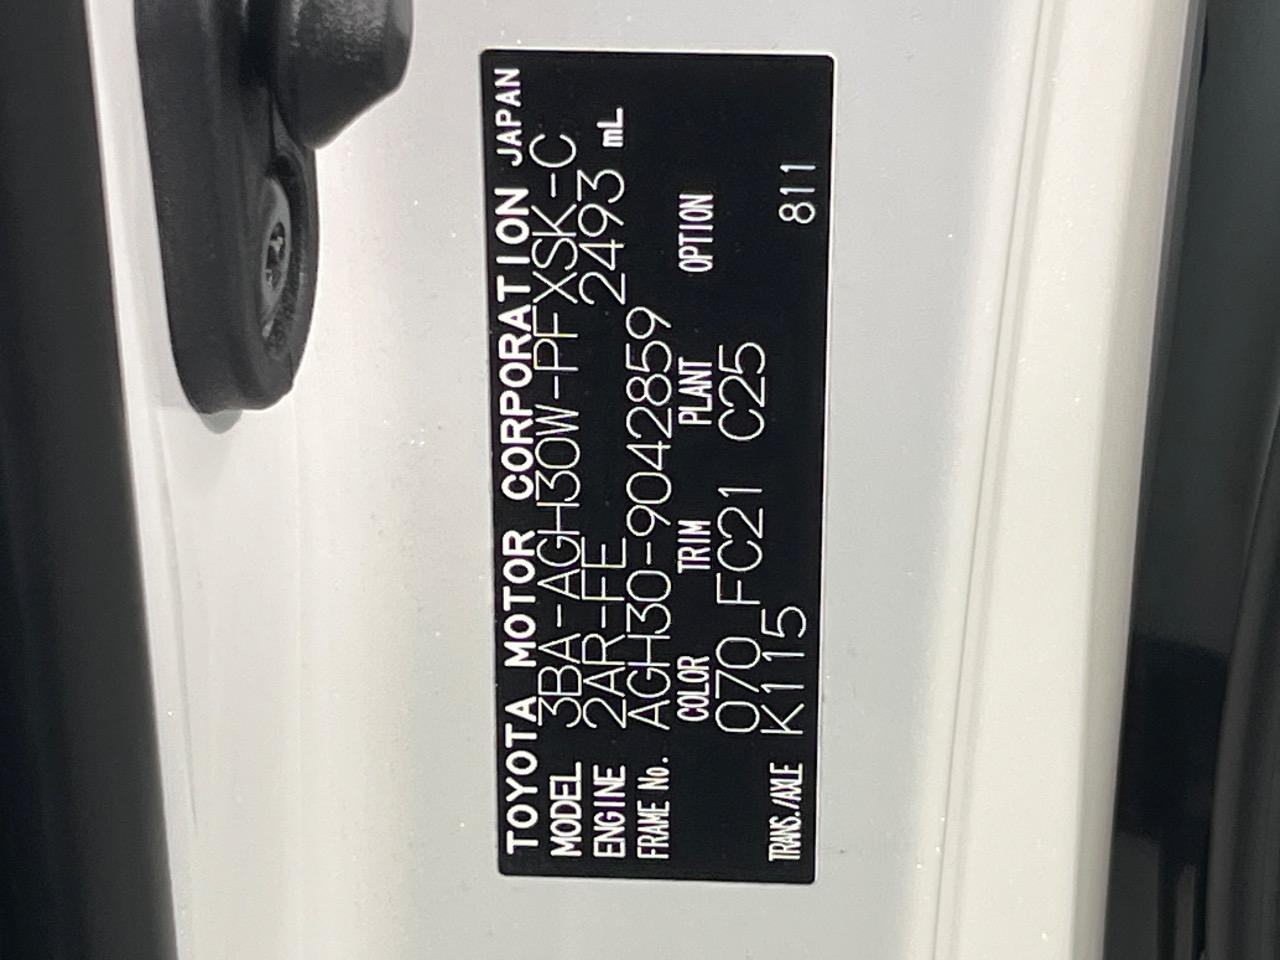 TOYOTA MOTOR CORPORATION JAPAN
MODEL 3BA-AGH30W-PFXSK-C
ENGINE 2AR-FE 2493 mL
FRAME No. AGH30-9042859
COLOR TRIM PLANT OPTION
070 FC21 C25
TRANS./AXLE K115 811